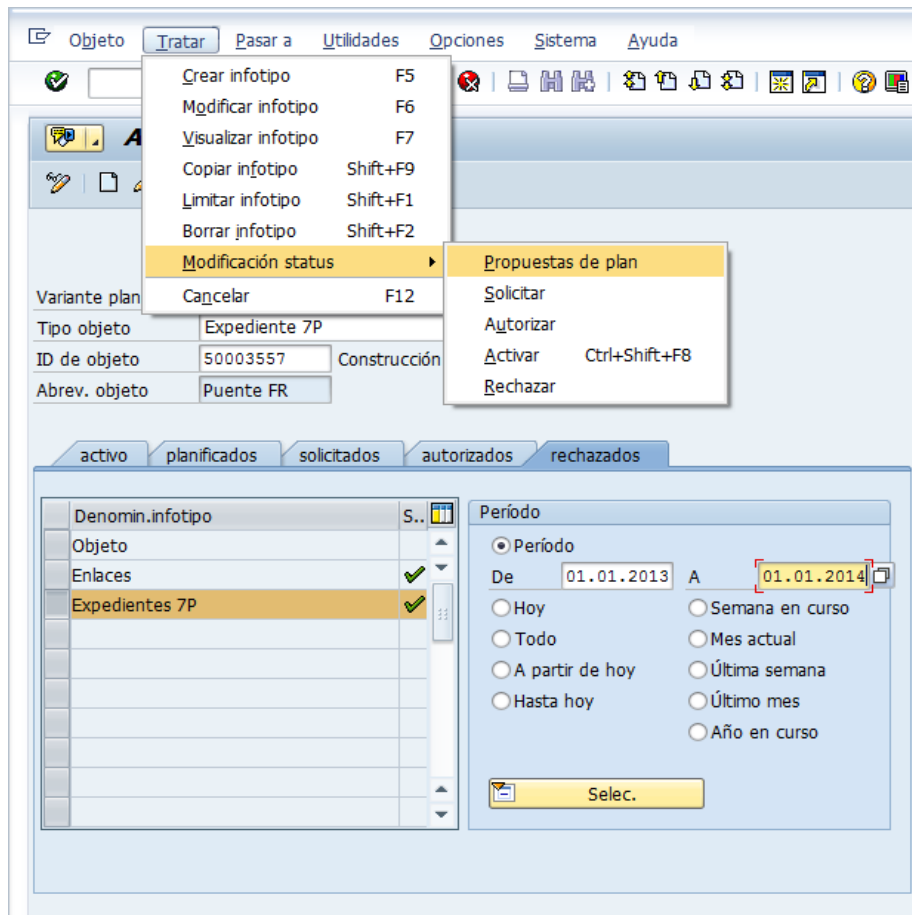 Objeto Tratar Pasar a Utilidades Opciones Sistema Ayuda
Crear infotipo F5
Modificar infotipo F6
Visualizar infotipo F7
Copiar infotipo Shift+F9
Limitar infotipo Shift+F1
Borrar infotipo Shift+F2
Modificación status
Cancelar F12
Propuestas de plan
Solicitar
Autorizar
Activar Ctrl+Shift+F8
Rechazar
A
Variante plan
Tipo objeto Expediente 7P
ID de objeto 50003557 Construcción
Abrev. objeto Puente FR
activo planificados solicitados autorizados rechazados
Denomin.infotipo S..
Objeto
Enlaces
Expedientes 7P
Período
Período
De 01.01.2013 A 01.01.2014
Hoy Semana en curso
Todo Mes actual
A partir de hoy Última semana
Hasta hoy Último mes
Año en curso
Selec.